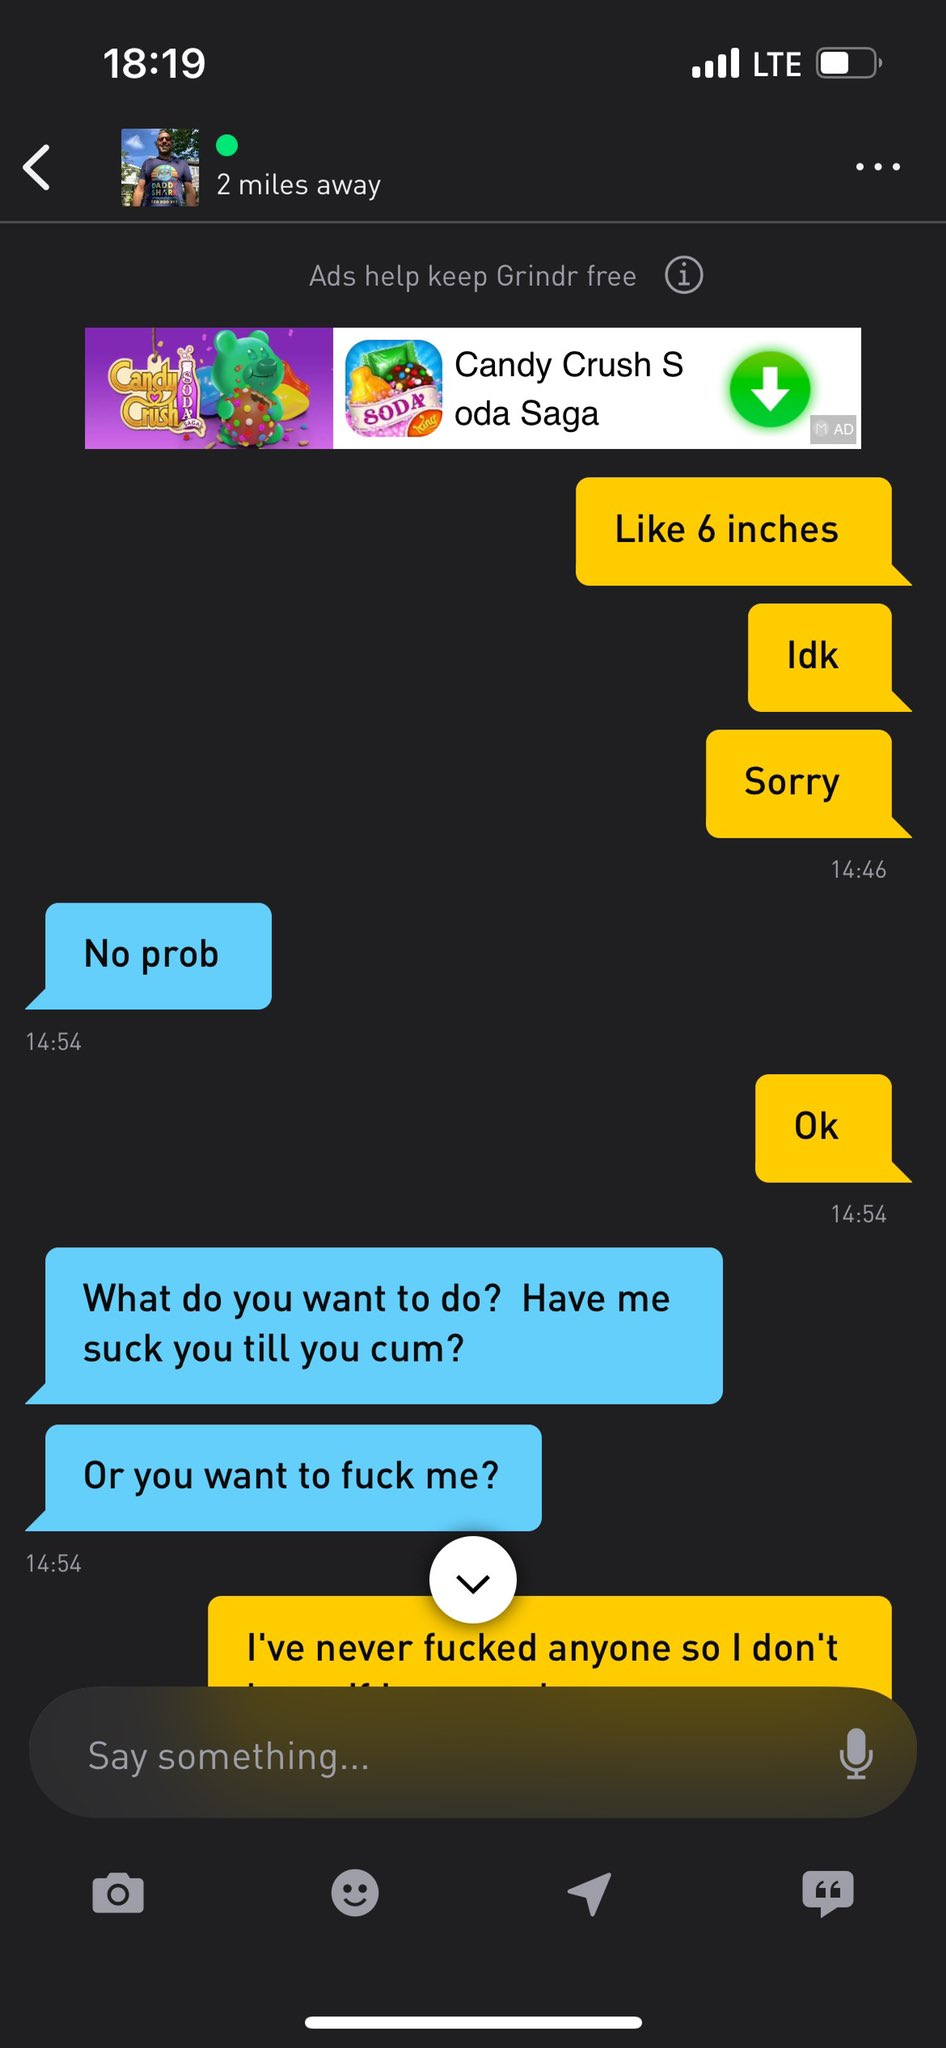 18:19
LTE
DADDY
SHARK
2 miles away
Ads help keep Grindr free
Candy
Crush
SODA
SODA
King
Candy Crush S
oda Saga
AD
Like 6 inches
Idk
Sorry
14:46
No prob
14:54
Ok
14:54
What do you want to do? Have me
suck you till you cum?
Or you want to fuck me?
14:54
I've never fucked anyone so I don't
Say something...